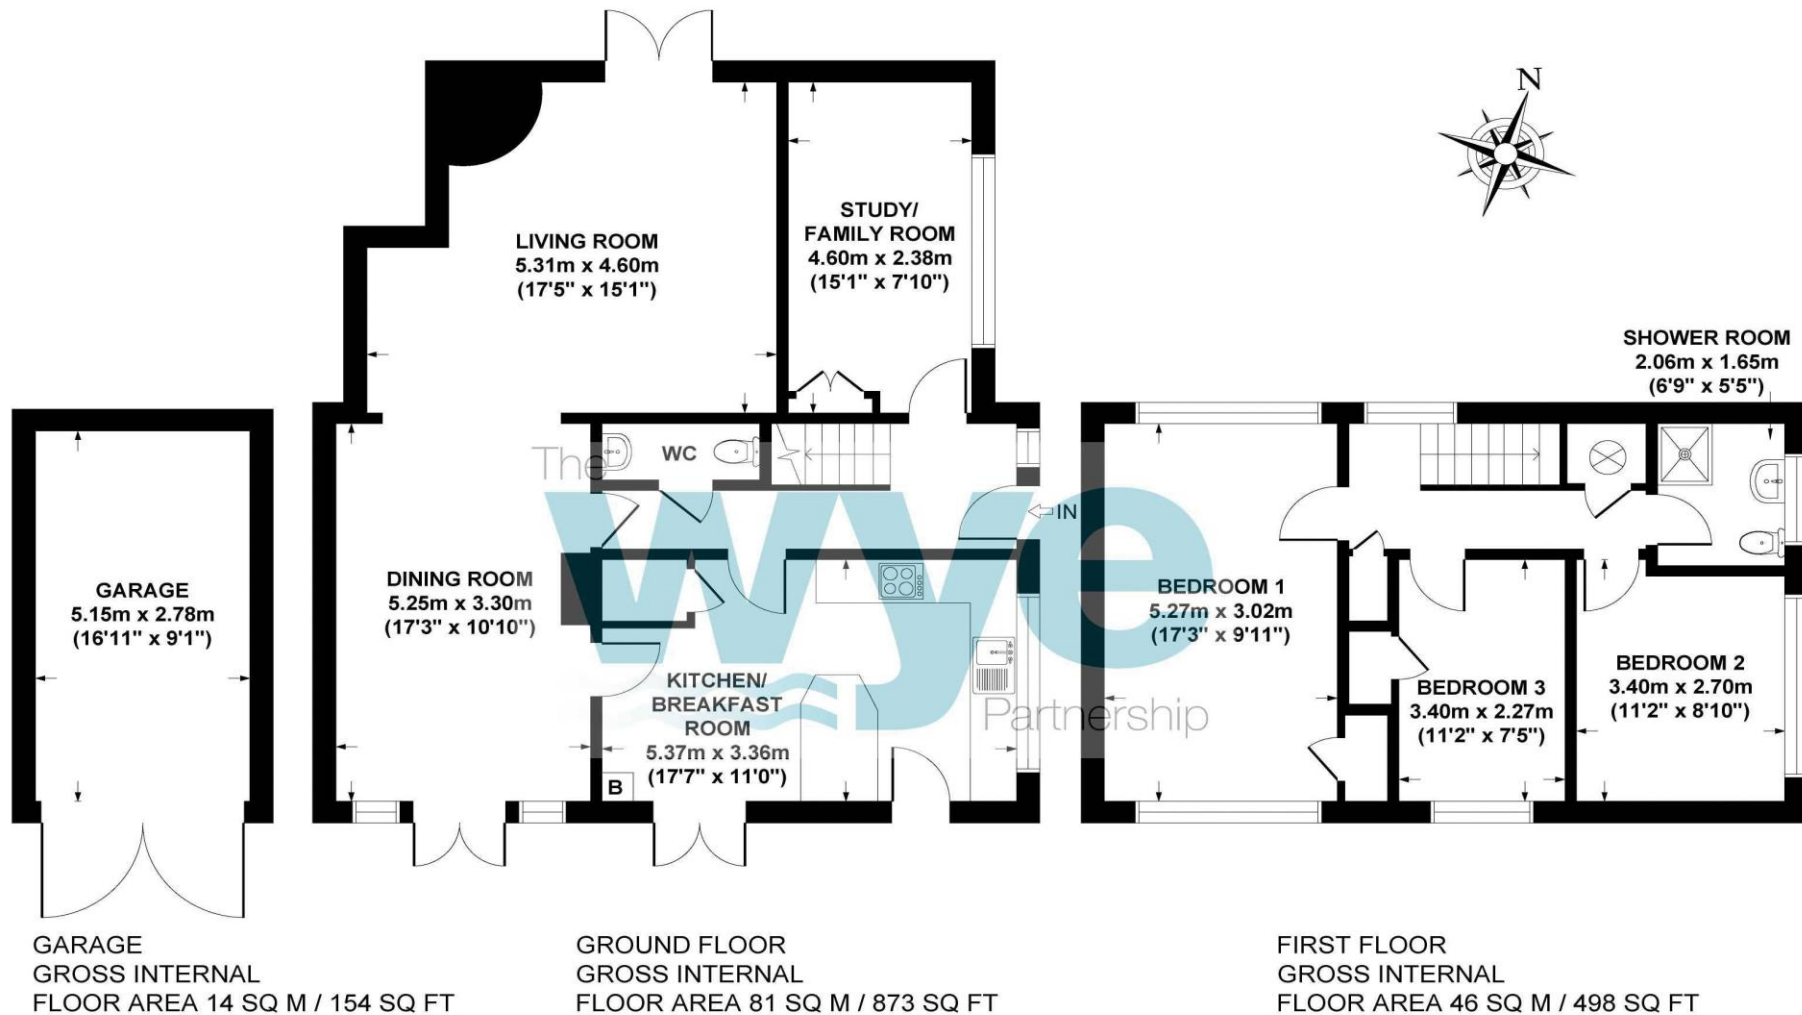 N
LIVING ROOM
5.31m x 4.60m
(17'5" x 15'1")
STUDY/
FAMILY ROOM
4.60m x 2.38m
(15'1" x 7'10")
SHOWER ROOM
2.06m x 1.65m
(6'9" x 5'5")
WC
IN
GARAGE
5.15m x 2.78m
(16'11" x 9'1")
DINING ROOM
5.25m x 3.30m
(17'3" x 10'10")
KITCHEN/
BREAKFAST
ROOM
5.37m x 3.36m
(17'7" x 11'0")
B
BEDROOM 1
5.27m x 3.02m
(17'3" x 9'11")
BEDROOM 3
3.40m x 2.27m
(11'2" x 7'5")
BEDROOM 2
3.40m x 2.70m
(11'2" x 8'10")
The
wye
Partnership
GARAGE
GROSS INTERNAL
FLOOR AREA 14 SQ M / 154 SQ FT
GROUND FLOOR
GROSS INTERNAL
FLOOR AREA 81 SQ M / 873 SQ FT
FIRST FLOOR
GROSS INTERNAL
FLOOR AREA 46 SQ M / 498 SQ FT